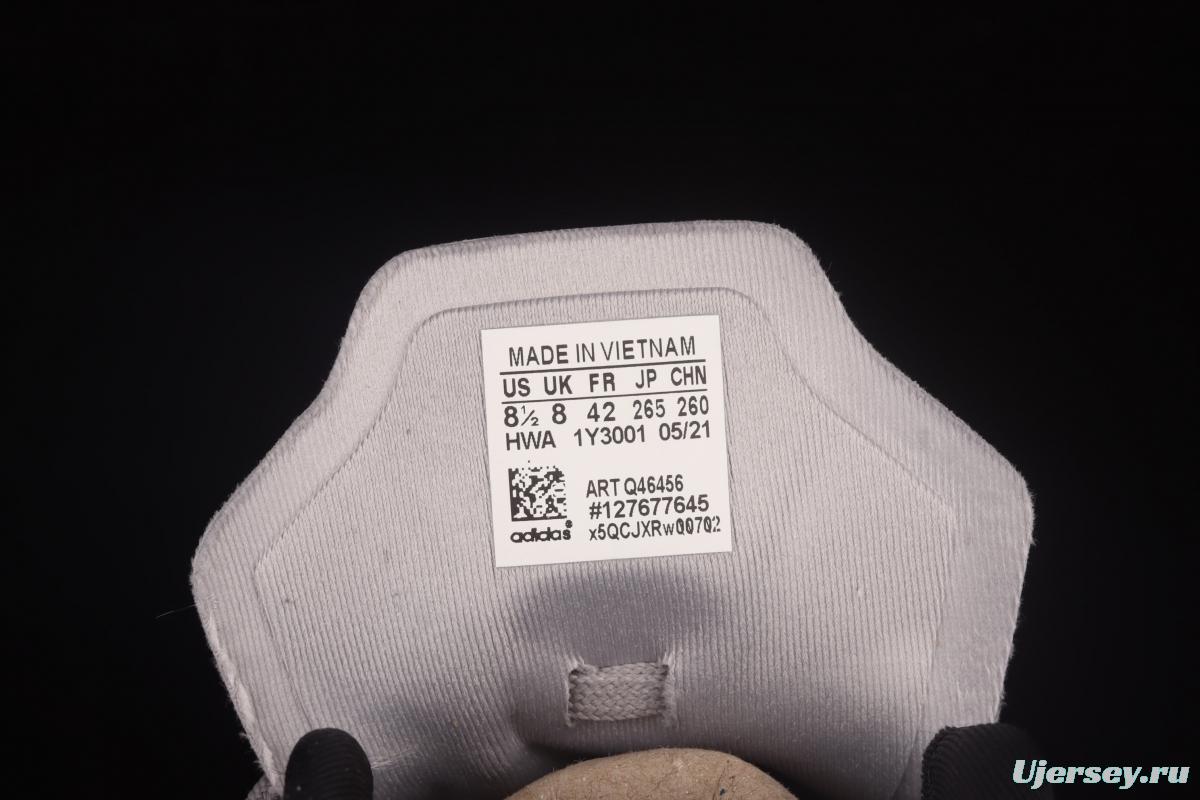 MADE IN VIETNAM
US UK FR JP CHN
8½ 8 42 265 260
HWA 1Y3001 05/21
ART Q46456
#127677645
x5QCJXRw00702
adidas®
Ujersey.ru